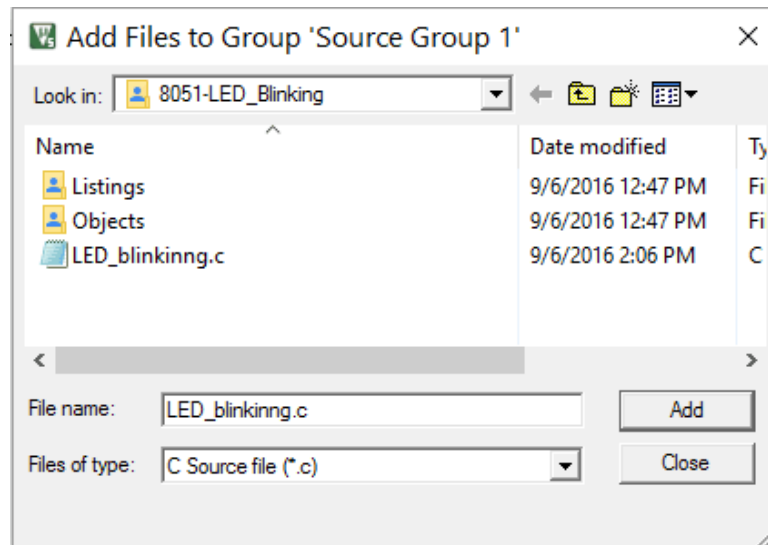 Add Files to Group 'Source Group 1'
Look in: 8051-LED_Blinking
Name Date modified Ty
Listings 9/6/2016 12:47 PM Fi
Objects 9/6/2016 12:47 PM Fi
LED_blinkinng.c 9/6/2016 2:06 PM C
File name: LED_blinkinng.c Add
Files of type: C Source file (*.c) Close